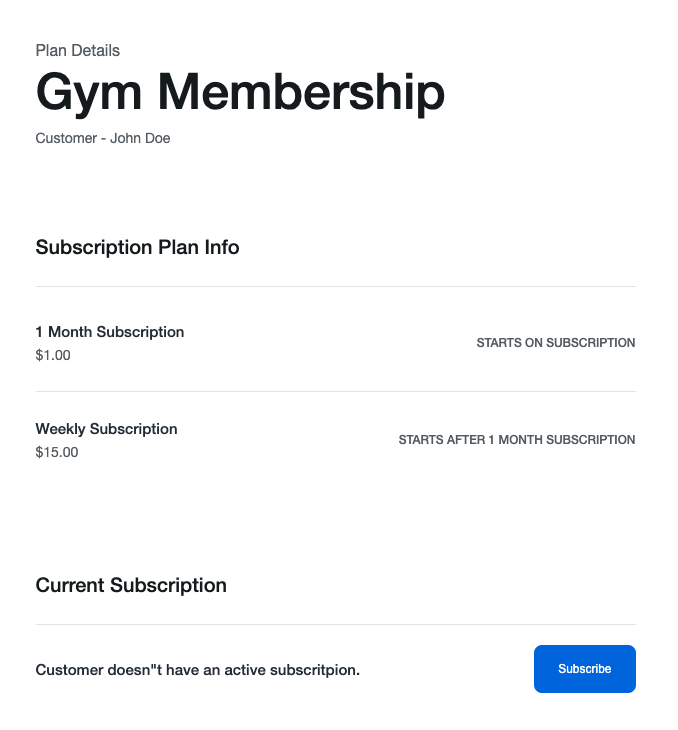 Plan Details
Gym Membership
Customer - John Doe
Subscription Plan Info
1 Month Subscription
$1.00
STARTS ON SUBSCRIPTION
Weekly Subscription
$15.00
STARTS AFTER 1 MONTH SUBSCRIPTION
Current Subscription
Customer doesn"t have an active subscritpion.
Subscribe